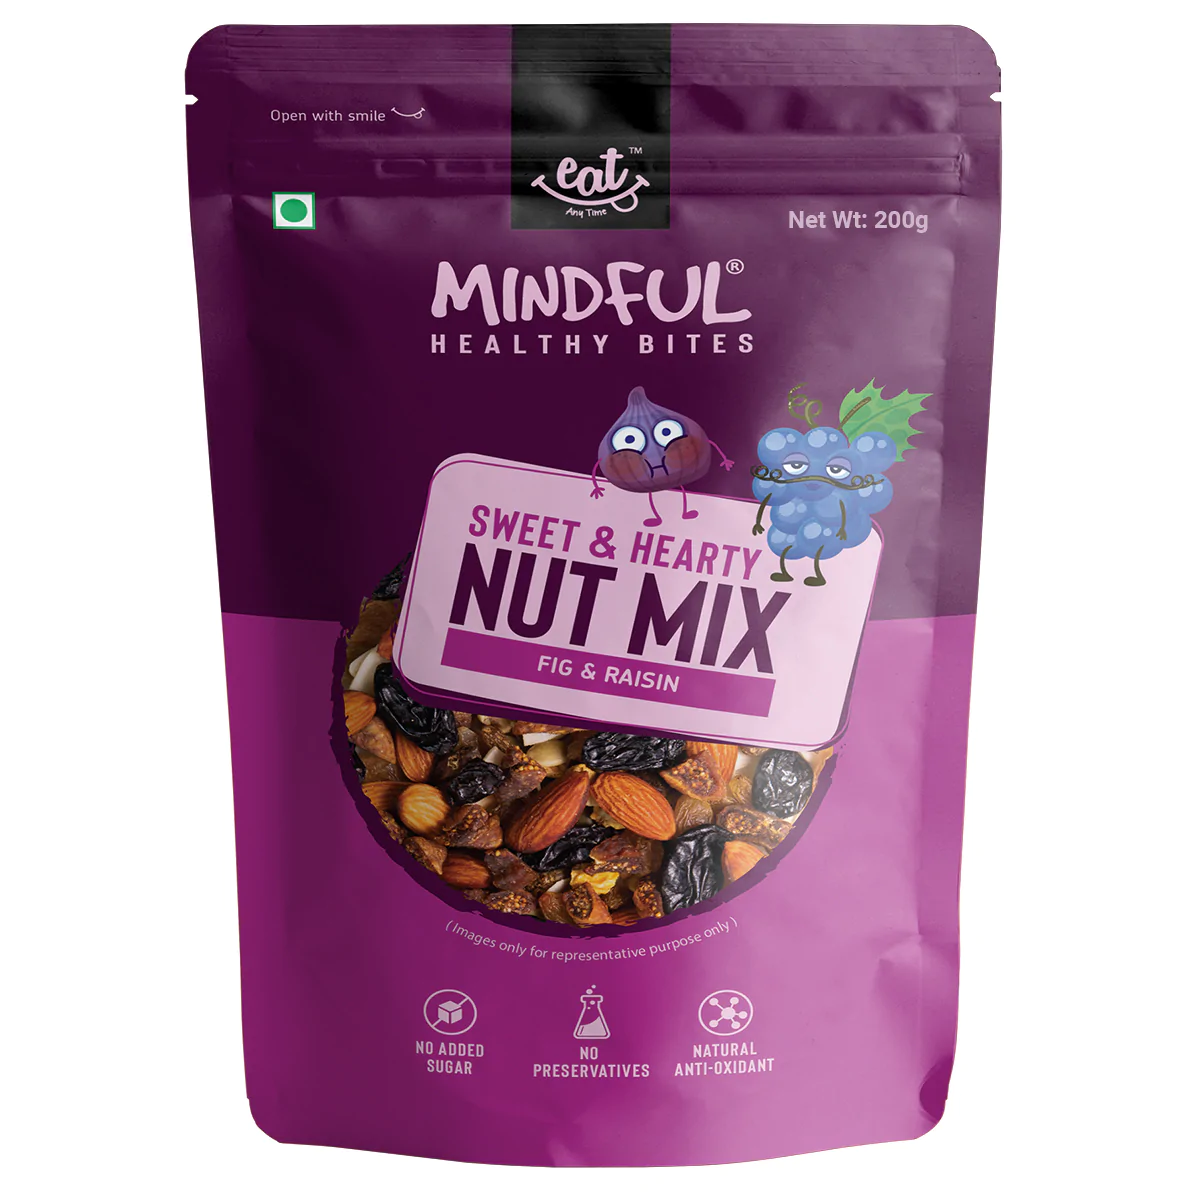 Open with smile
eat™
Any Time
Net Wt: 200g
MINDFUL®
HEALTHY BITES
SWEET & HEARTY
NUT MIX
FIG & RAISIN
(Images only for representative purpose only)
NO ADDED
SUGAR
NO
PRESERVATIVES
NATURAL
ANTI-OXIDANT